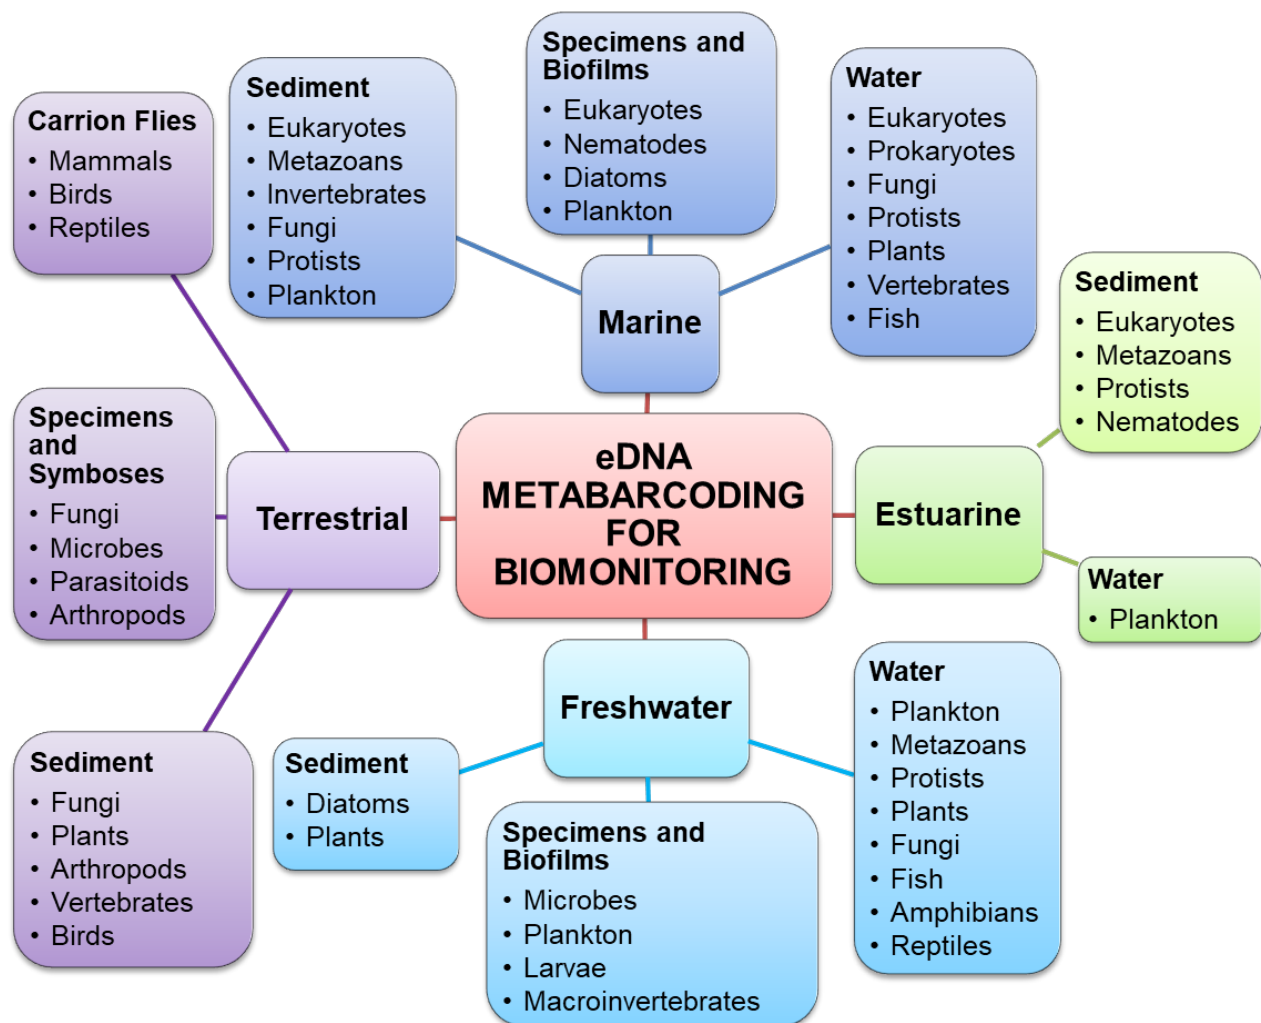 Carrion Flies
• Mammals
• Birds
• Reptiles
Sediment
• Eukaryotes
• Metazoans
• Invertebrates
• Fungi
• Protists
• Plankton
Specimens and
Biofilms
• Eukaryotes
• Nematodes
• Diatoms
• Plankton
Water
• Eukaryotes
• Prokaryotes
• Fungi
• Protists
• Plants
• Vertebrates
• Fish
Marine
Sediment
• Eukaryotes
• Metazoans
• Protists
• Nematodes
Specimens
and
Symboses
• Fungi
• Microbes
• Parasitoids
• Arthropods
Terrestrial
eDNA
METABARCODING
FOR
BIOMONITORING
Estuarine
Water
• Plankton
Freshwater
Sediment
• Fungi
• Plants
• Arthropods
• Vertebrates
• Birds
Sediment
• Diatoms
• Plants
Specimens and
Biofilms
• Microbes
• Plankton
• Larvae
• Macroinvertebrates
Water
• Plankton
• Metazoans
• Protists
• Plants
• Fungi
• Fish
• Amphibians
• Reptiles